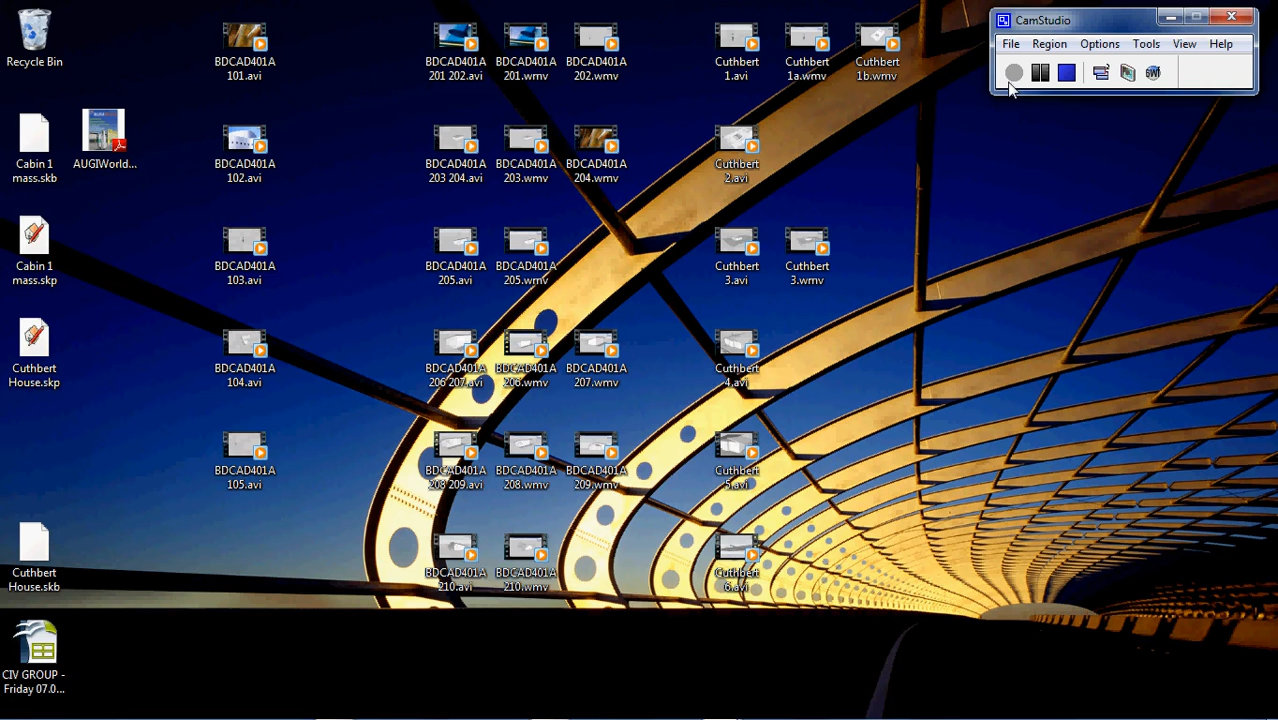 CamStudio
File Region Options Tools View Help
Recycle Bin
BDCAD401A
101.avi
BDCAD401A
201 202.avi
BDCAD401A
201.wmv
BDCAD401A
202.wmv
Cuthbert
1.avi
Cuthbert
1a.wmv
Cuthbert
1b.wmv
Cabin 1
mass.skb
AUGIWorld...
BDCAD401A
102.avi
BDCAD401A
203 204.avi
BDCAD401A
203.wmv
BDCAD401A
204.wmv
Cuthbert
2.avi
Cabin 1
mass.skp
BDCAD401A
103.avi
BDCAD401A
205.avi
BDCAD401A
205.wmv
Cuthbert
3.avi
Cuthbert
3.wmv
Cuthbert
House.skp
BDCAD401A
104.avi
BDCAD401A
206 207.avi
BDCAD401A
206.wmv
BDCAD401A
207.wmv
Cuthbert
4.avi
BDCAD401A
105.avi
BDCAD401A
208 209.avi
BDCAD401A
208.wmv
BDCAD401A
209.wmv
Cuthbert
5.avi
Cuthbert
House.skb
BDCAD401A
210.avi
BDCAD401A
210.wmv
Cuthbert
6.avi
CIV GROUP -
Friday 07.0...